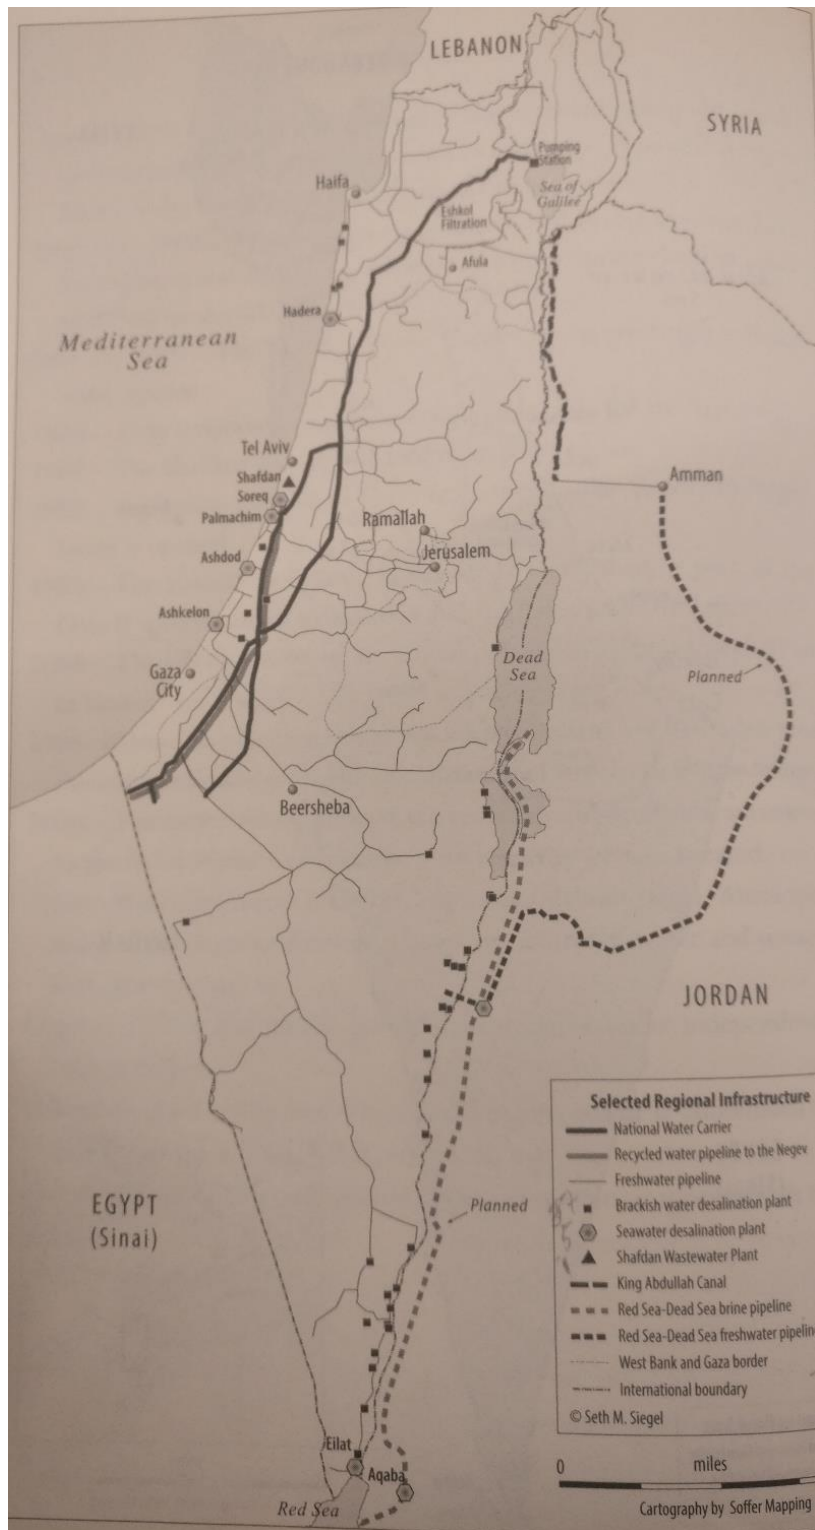 LEBANON
SYRIA
Pumping
Station
Haifa
Sea of
Galilee
Eshkol
Filtration
Afula
Hadera
Mediterranean
Sea
Tel Aviv
Shafdan
Soreq
Palmachim
Amman
Ramallah
Jerusalem
Ashdod
Ashkelon
Dead
Sea
Gaza
City
Planned
Beersheba
JORDAN
EGYPT
(Sinai)
Planned
Eilat
Aqaba
Red Sea
Selected Regional Infrastructure
National Water Carrier
Recycled water pipeline to the Negev
Freshwater pipeline
Brackish water desalination plant
Seawater desalination plant
Shafdan Wastewater Plant
King Abdullah Canal
Red Sea-Dead Sea brine pipeline
Red Sea-Dead Sea freshwater pipelin
West Bank and Gaza border
International boundary
© Seth M. Siegel
0 miles
Cartography by Soffer Mapping